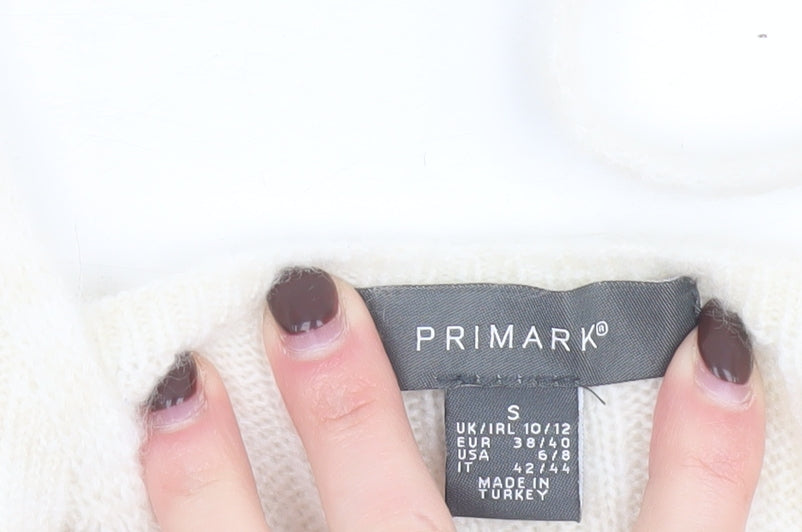 PRIMARK®
S
UK/IRL 10/12
EUR 38/40
USA 6/8
IT 42/44
MADE IN
TURKEY